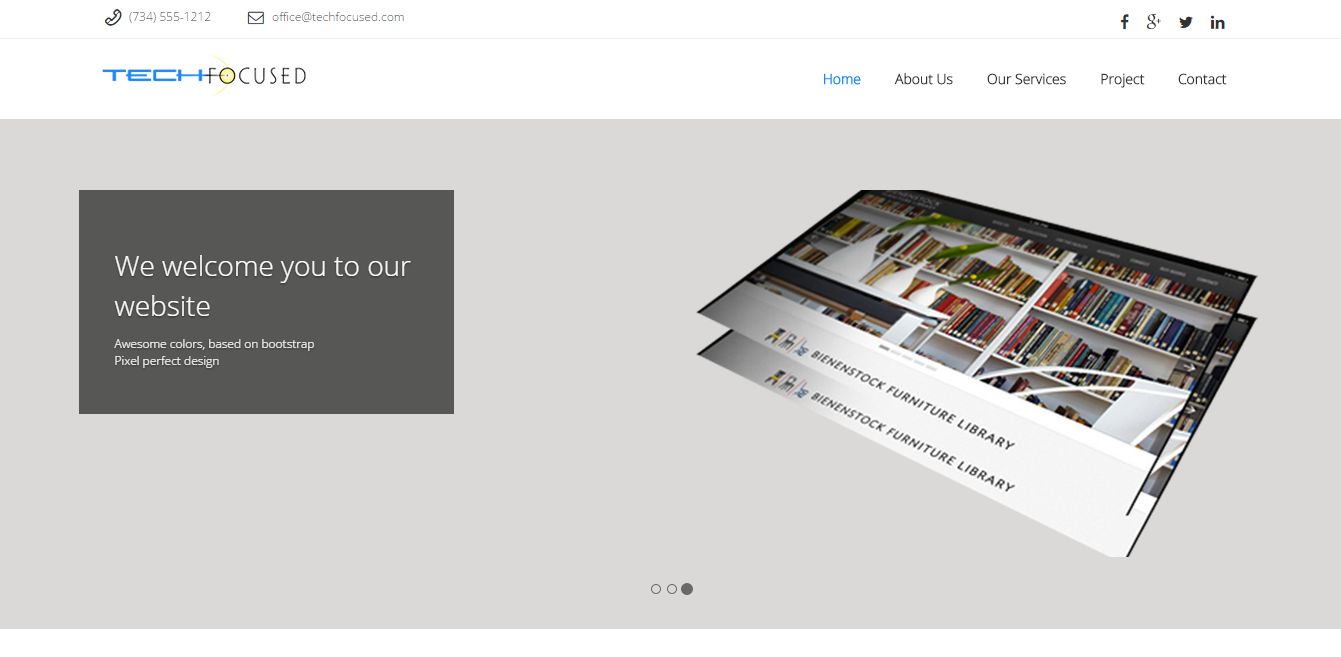 (734) 555-1212
office@techfocused.com
TECHFOCUSED
Home
About Us
Our Services
Project
Contact
We welcome you to our
website
Awesome colors, based on bootstrap
Pixel perfect design
BIENENSTOCK FURNITURE LIBRARY
BIENENSTOCK FURNITURE LIBRARY